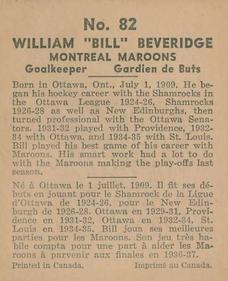 No. 82
WILLIAM "BILL" BEVERIDGE
MONTREAL MAROONS
Goalkeeper Gardien de Buts
Born in Ottawa, Ont., July 1, 1909. He be-
gan his hockey career with the Shamrocks in
the Ottawa League 1924-26, Shamrocks
1926-28 as well as New Edinburghs, then
turned professional with the Ottawa Sena-
tors. 1931-32 played with Providence, 1932-
34 with Ottawa, and 1934-35 with St. Louis.
Bill played his best game of his career with
Maroons. His smart work had a lot to do
with the Maroons making the play-offs last
season.
Né à Ottawa le 1 juillet. 1909. Il fit ses dé-
buts en jouant pour le Shamrock de la Ligue
d'Ottawa de 1924-26, pour le New Edin-
burgh de 1926-28. Ottawa en 1929-31, Provi-
dence en 1931-32, Ottawa en 1932-34, St.
Louis en 1934-35. Bill joua ses meilleures
parties pour les Maroons. Son jeu très ha-
bile compta pour une part à aider les Ma-
roons à parvenir aux finales en 1936-37.
Printed in Canada. Imprimé au Canada.